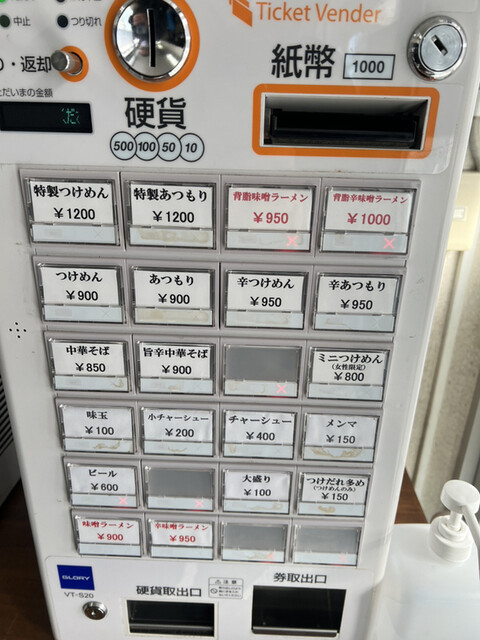 Ticket Vender
中止
つり切れ
・返却
ただいまの金額
硬貨
500 100 50 10
紙幣 1000
特製つけめん
￥1200
特製あつもり
￥1200
背脂味噌ラーメン
￥950
背脂辛味噌ラーメン
￥1000
つけめん
￥900
あつもり
￥900
辛つけめん
￥950
辛あつもり
￥950
中華そば
￥850
旨辛中華そば
￥900
ミニつけめん
(女性限定)
￥800
味玉
￥100
小チャーシュー
￥200
チャーシュー
￥400
メンマ
￥150
ビール
￥600
大盛り
￥100
つけだれ多め
(つけめんのみ)
￥150
味噌ラーメン
￥900
辛味噌ラーメン
￥950
GLORY
VT-S20
硬貨取出口
注意
券取出口